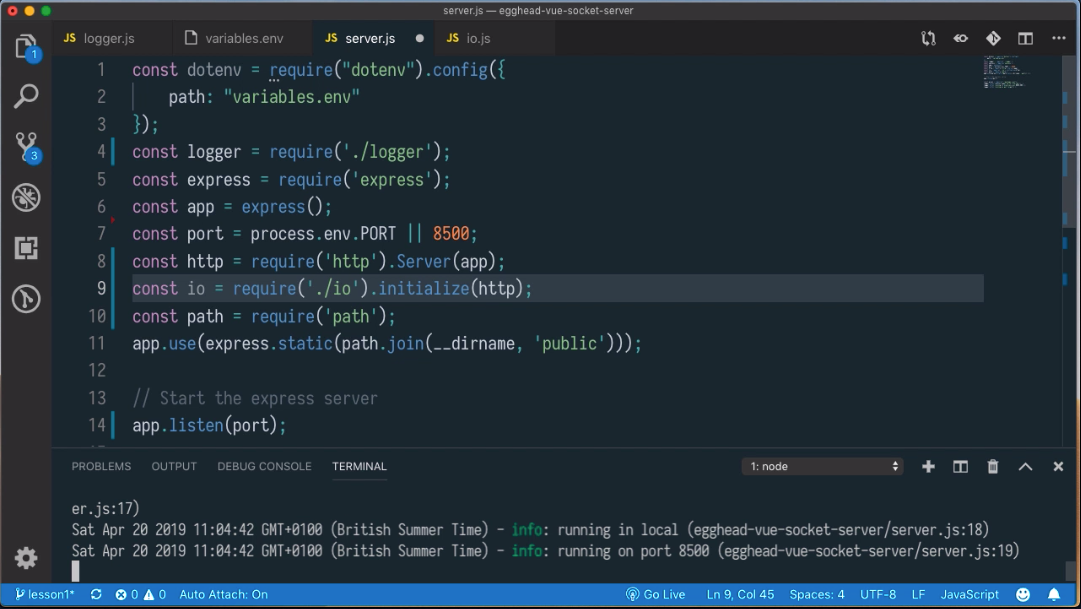 server.js — egghead-vue-socket-server
JS logger.js
variables.env
JS server.js
JS io.js
1 const dotenv = require("dotenv").config({
2 path: "variables.env"
3 });
4 const logger = require('./logger');
5 const express = require('express');
6 const app = express();
7 const port = process.env.PORT || 8500;
8 const http = require('http').Server(app);
9 const io = require('./io').initialize(http);
10 const path = require('path');
11 app.use(express.static(path.join(__dirname, 'public')));
12
13 // Start the express server
14 app.listen(port);
1
3
PROBLEMS OUTPUT DEBUG CONSOLE TERMINAL 1: node
er.js:17)
Sat Apr 20 2019 11:04:42 GMT+0100 (British Summer Time) - info: running in local (egghead-vue-socket-server/server.js:18)
Sat Apr 20 2019 11:04:42 GMT+0100 (British Summer Time) - info: running on port 8500 (egghead-vue-socket-server/server.js:19)
lesson1* 0 0 Auto Attach: On Go Live Ln 9, Col 45 Spaces: 4 UTF-8 LF JavaScript